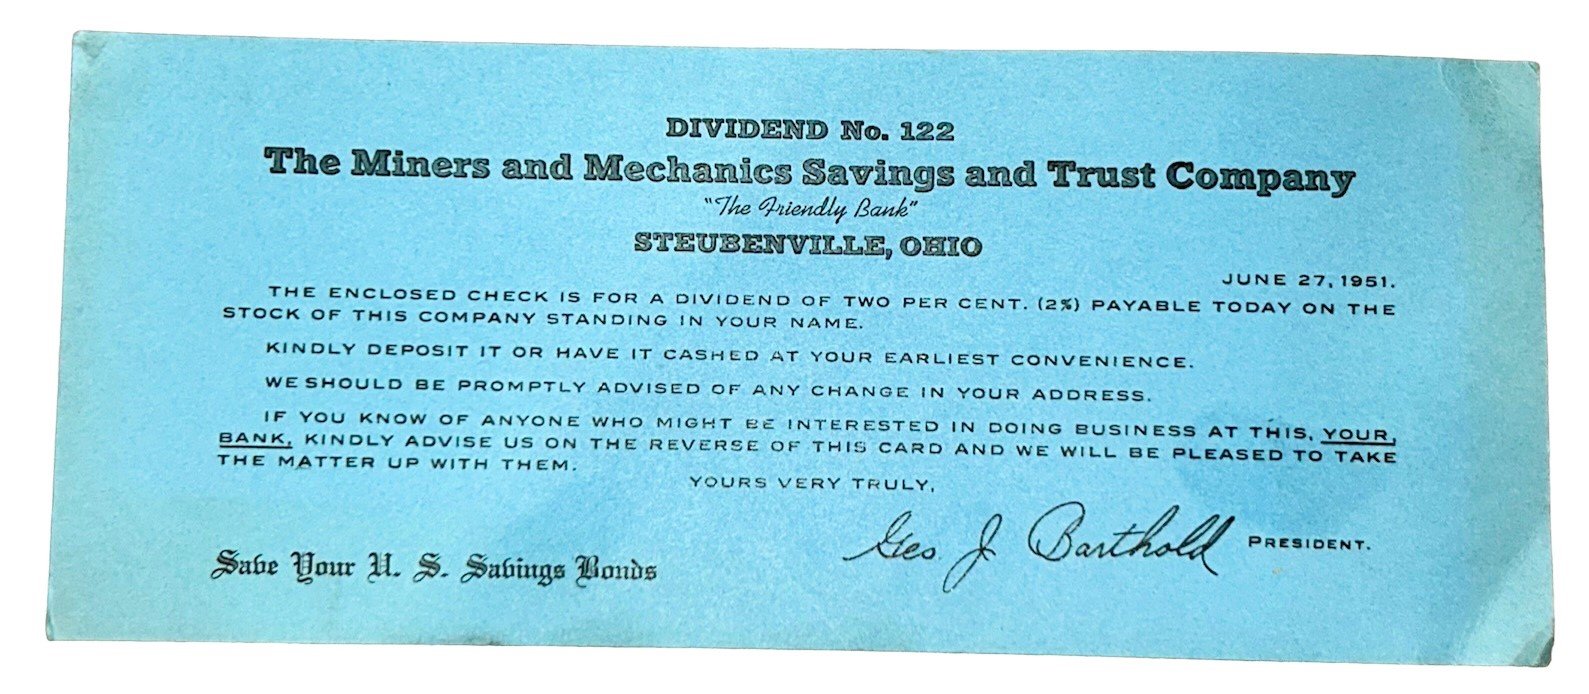 DIVIDEND No. 122
The Miners and Mechanics Savings and Trust Company
"The Friendly Bank"
STEUBENVILLE, OHIO
JUNE 27, 1951.
THE ENCLOSED CHECK IS FOR A DIVIDEND OF TWO PER CENT. (2%) PAYABLE TODAY ON THE
STOCK OF THIS COMPANY STANDING IN YOUR NAME.
KINDLY DEPOSIT IT OR HAVE IT CASHED AT YOUR EARLIEST CONVENIENCE.
WE SHOULD BE PROMPTLY ADVISED OF ANY CHANGE IN YOUR ADDRESS.
IF YOU KNOW OF ANYONE WHO MIGHT BE INTERESTED IN DOING BUSINESS AT THIS, YOUR,
BANK, KINDLY ADVISE US ON THE REVERSE OF THIS CARD AND WE WILL BE PLEASED TO TAKE
THE MATTER UP WITH THEM.
YOURS VERY TRULY,
Geo. J. Barthold PRESIDENT.
Save Your U. S. Savings Bonds